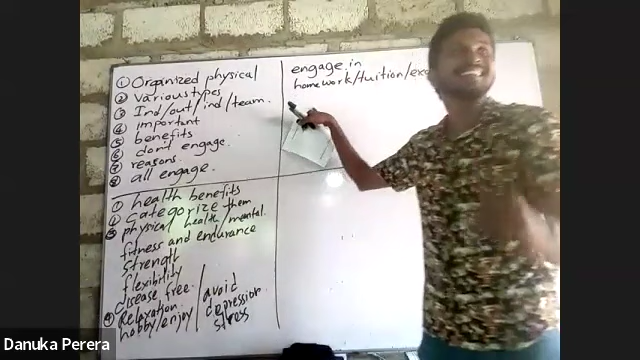 ① Organized physical
② Various types
③ Ind/out/ind/team.
④ important
⑤ benefits
⑥ don't engage.
⑦ reasons.
⑧ all engage.
① health benefits
② Categorize them
③ physical health/mental.
fitness and endurance
strength
flexibility
disease free.
④ Relaxation
hobby/enjoy
avoid
depression
stress
engage in
homework/tuition/
Danuka Perera